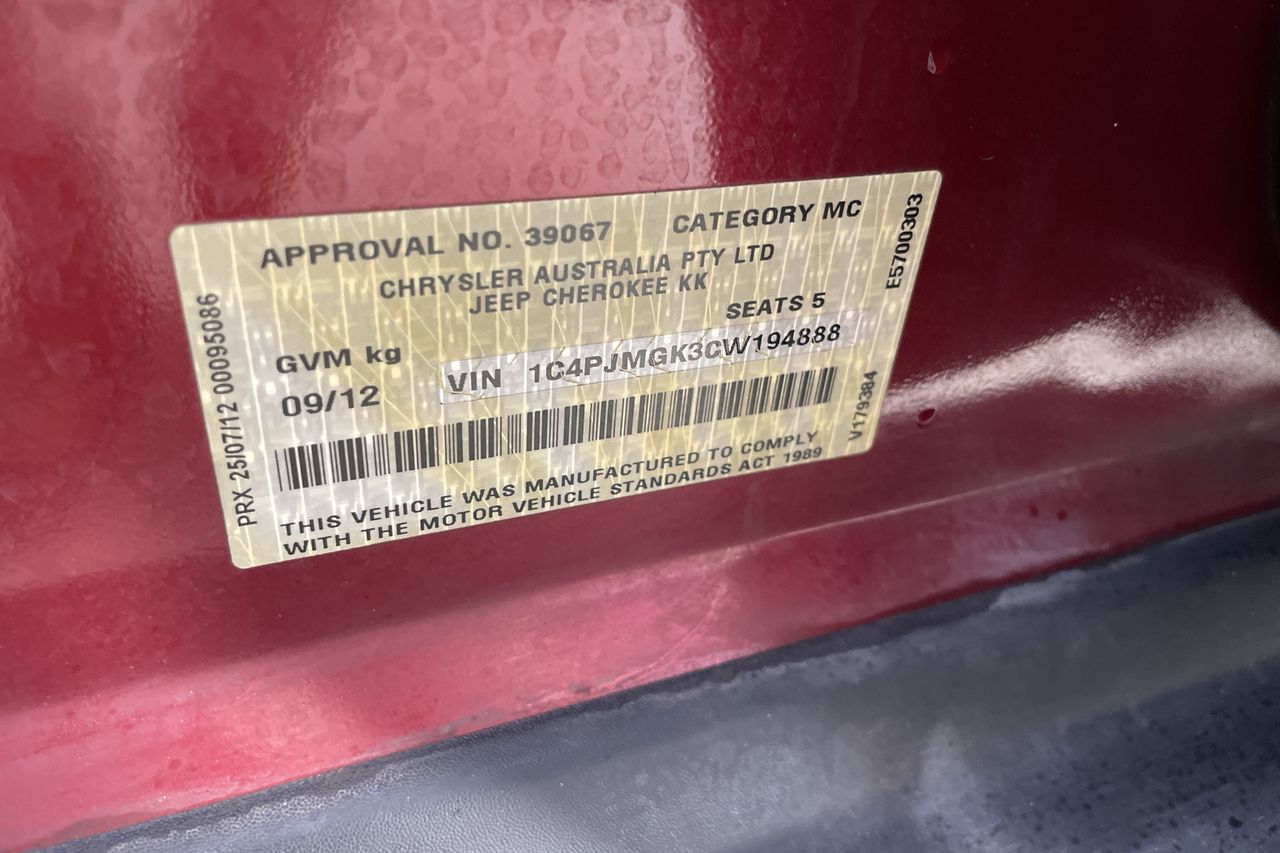 APPROVAL NO. 39067 CATEGORY MC
CHRYSLER AUSTRALIA PTY LTD
JEEP CHEROKEE KK
SEATS 5
GVM kg
VIN 1C4PJMGK3CW194888
09/12
THIS VEHICLE WAS MANUFACTURED TO COMPLY
WITH THE MOTOR VEHICLE STANDARDS ACT 1989
PRX 25/07/12 00095086
E5700303
V179384